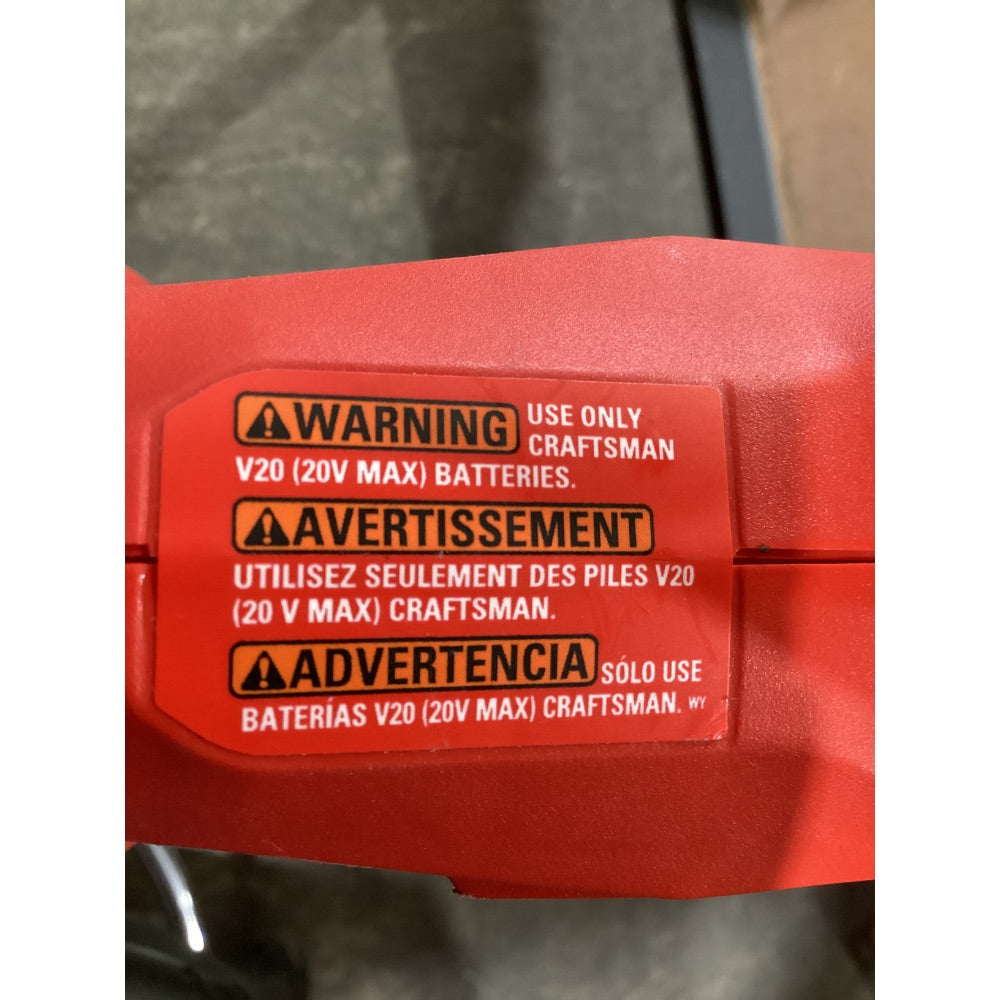 WARNING USE ONLY
CRAFTSMAN
V20 (20V MAX) BATTERIES.
AVERTISSEMENT
UTILISEZ SEULEMENT DES PILES V20
(20 V MAX) CRAFTSMAN.
ADVERTENCIA SÓLO USE
BATERÍAS V20 (20V MAX) CRAFTSMAN. WY